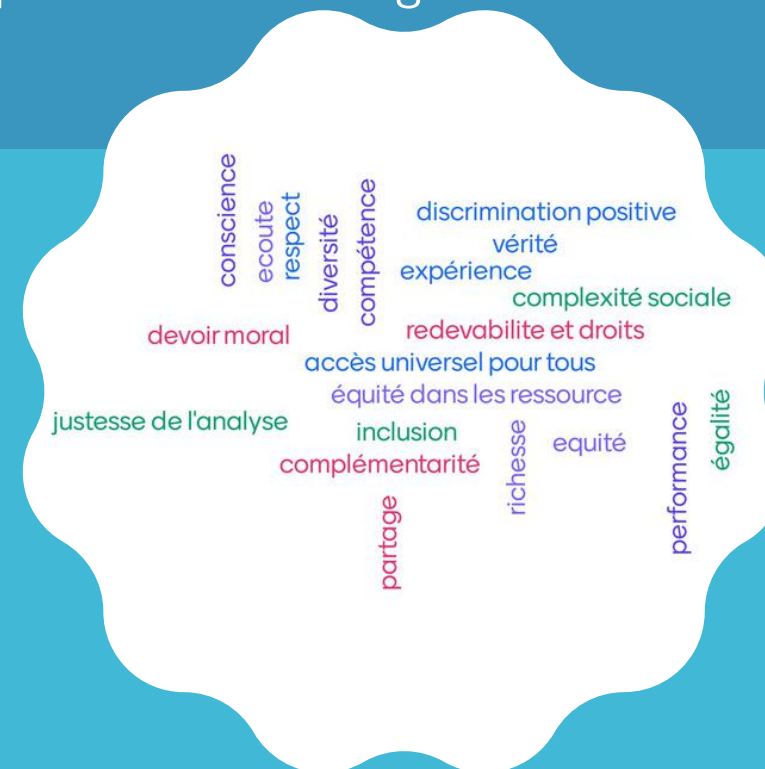 conscience
ecoute
respect
diversité
compétence
discrimination positive
vérité
expérience
complexité sociale
devoir moral
redevabilite et droits
accès universel pour tous
équité dans les ressource
justesse de l'analyse
inclusion
richesse
equité
performance
égalité
complémentarité
partage